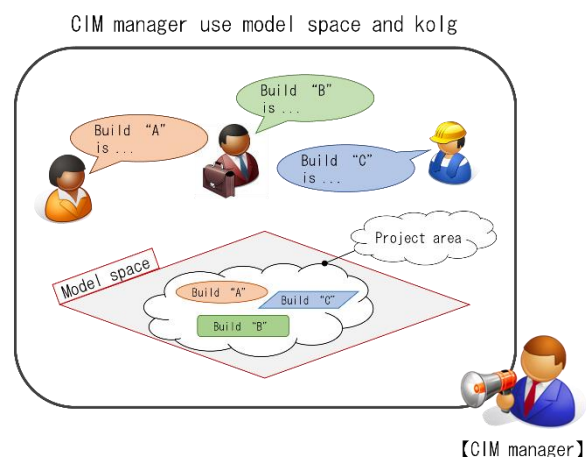 CIM manager use model space and kolg
Build “A”
is ...
Build “B”
is ...
Build “C”
is ...
Project area
Model space
Build “A”
Build “C”
Build “B”
【CIM manager】